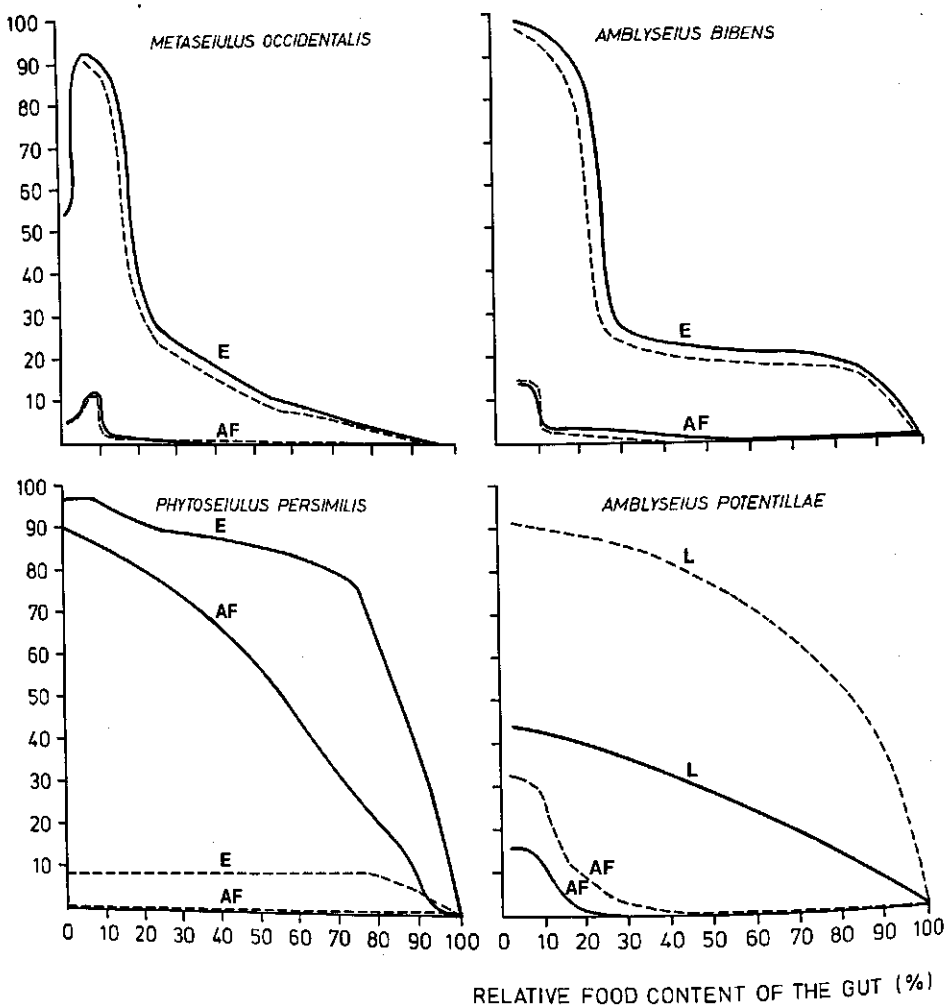 METASEIULUS OCCIDENTALIS
100
90
80
70
60
50
40
30
20
10
E
AF
AMBLYSEIUS BIBENS
E
AF
PHYTOSEIULUS PERSIMILIS
100
90
80
70
60
50
40
30
20
10
E
AF
E
AF
0 10 20 30 40 50 60 70 80 90 100
AMBLYSEIUS POTENTILLAE
L
L
AF
AF
0 10 20 30 40 50 60 70 80 90 100
RELATIVE FOOD CONTENT OF THE GUT (%)